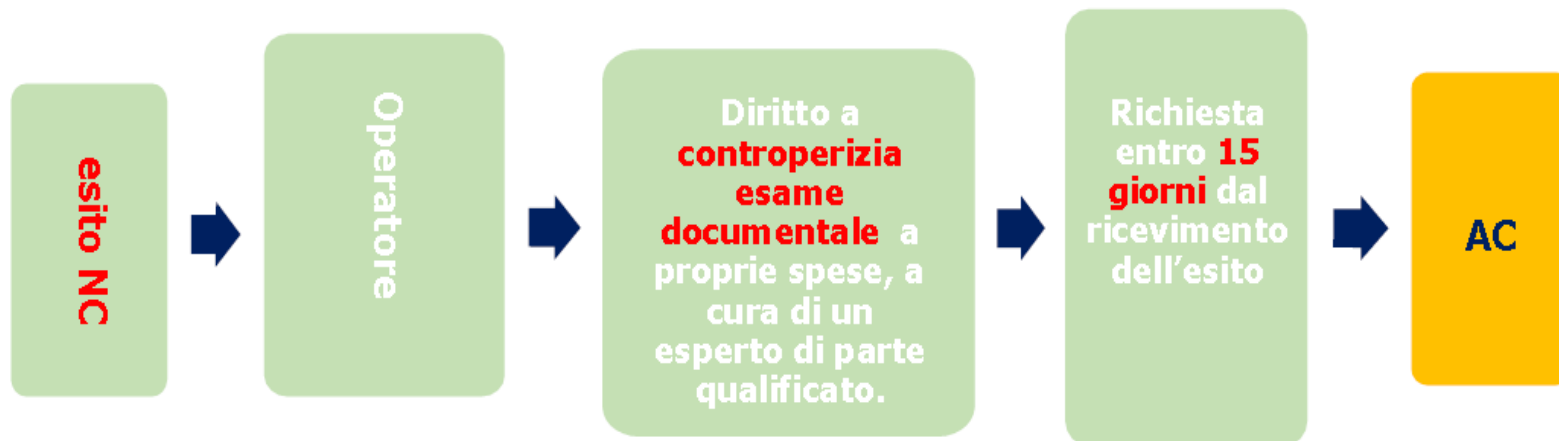 esito NC
Operatore
Diritto a
controperizia
esame
documentale a
proprie spese, a
cura di un
esperto di parte
qualificato.
Richiesta
entro 15
giorni dal
ricevimento
dell'esito
AC